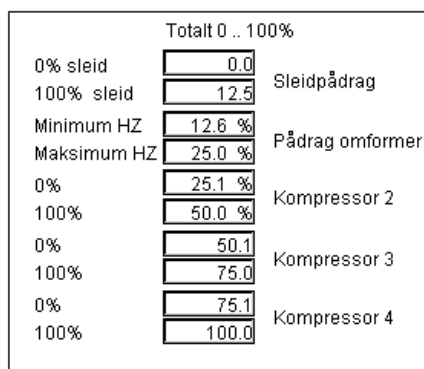 Totalt 0 .. 100%
0% sleid 0.0
100% sleid 12.5
Sleidpådrag
Minimum HZ 12.6 %
Maksimum HZ 25.0 %
Pådrag omformer
0% 25.1 %
100% 50.0 %
Kompressor 2
0% 50.1
100% 75.0
Kompressor 3
0% 75.1
100% 100.0
Kompressor 4